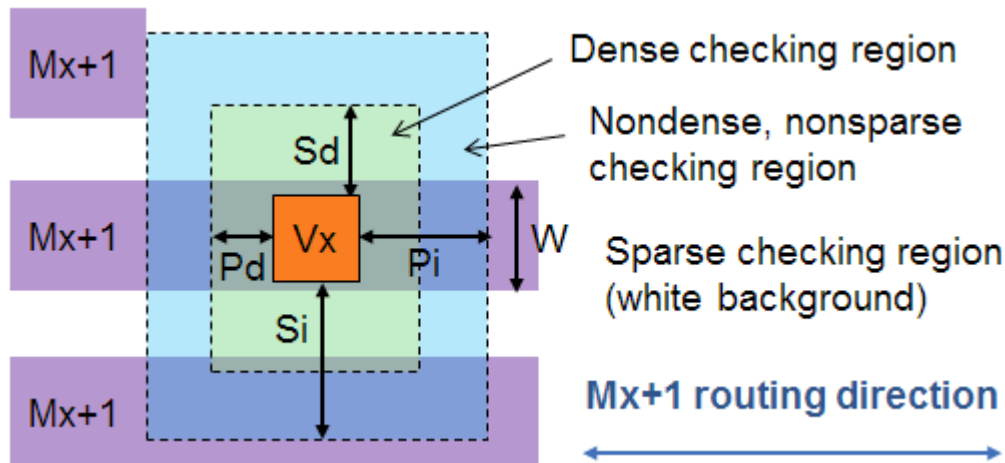 Mx+1
Dense checking region
Sd
Nondense, nonsparse
checking region
Mx+1
Vx
W
Pd
Pi
Sparse checking region
(white background)
Si
Mx+1
Mx+1 routing direction